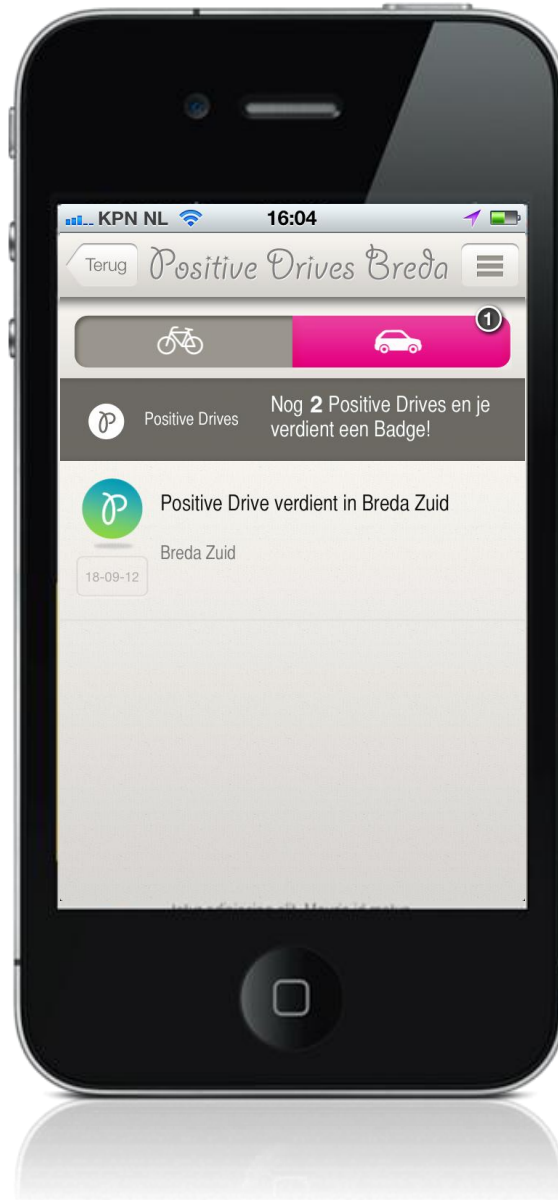 KPN NL 16:04
Terug Positive Drives Breda
1
Positive Drives
Nog 2 Positive Drives en je
verdient een Badge!
Positive Drive verdient in Breda Zuid
Breda Zuid
18-09-12